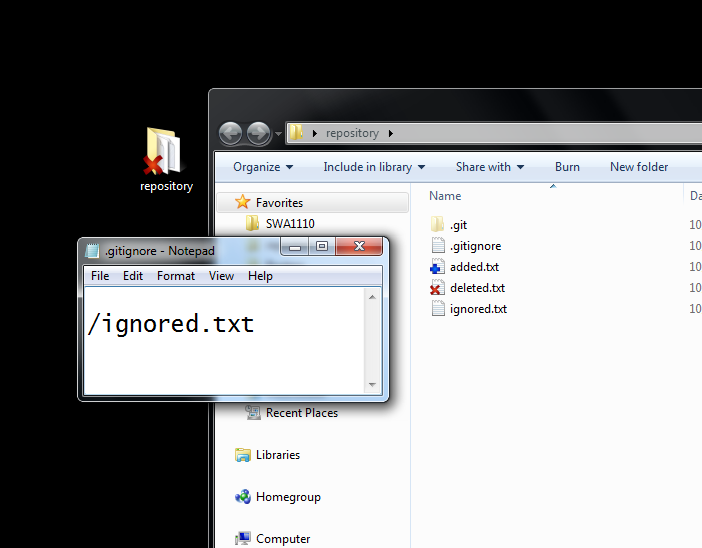 repository
repository
Organize
Include in library
Share with
Burn
New folder
Favorites
SWA1110
Recent Places
Libraries
Homegroup
Computer
Name
Da
.git
10
.gitignore
10
added.txt
10
deleted.txt
10
ignored.txt
10
.gitignore - Notepad
File Edit Format View Help
/ignored.txt